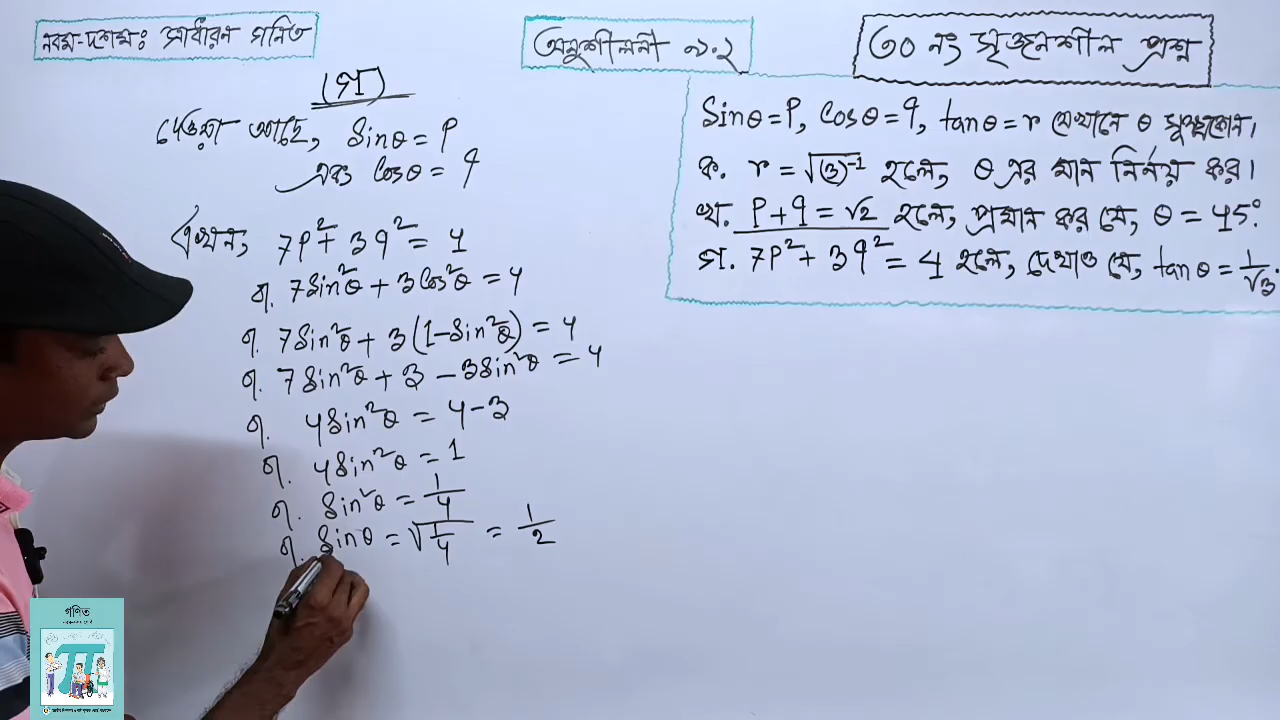 নবম-দশমঃ সাধারন গণিত
অনুশীলনী ৯.২
৩০ নং সৃজনশীল প্রশ্ন
sinθ = P, cosθ = q, tanθ = r যেখানে θ সূক্ষ্মকোন।
ক. r = √(3)⁻¹ হলে, θ এর মান নির্নয় কর।
খ. P + q = √2 হলে, প্রমান কর যে, θ = 45°
গ. 7P² + 3q² = 4 হলে, দেখাও যে, tanθ = 1/√3.
(গ)
দেওয়া আছে, sinθ = P
এবং cosθ = q
এখন, 7P² + 3q² = 4
বা. 7sin²θ + 3cos²θ = 4
বা. 7sin²θ + 3(1-sin²θ) = 4
বা. 7sin²θ + 3 - 3sin²θ = 4
বা. 4sin²θ = 4-3
বা. 4sin²θ = 1
বা. sin²θ = 1/4
বা. sinθ = √1/4 = 1/2
গণিত